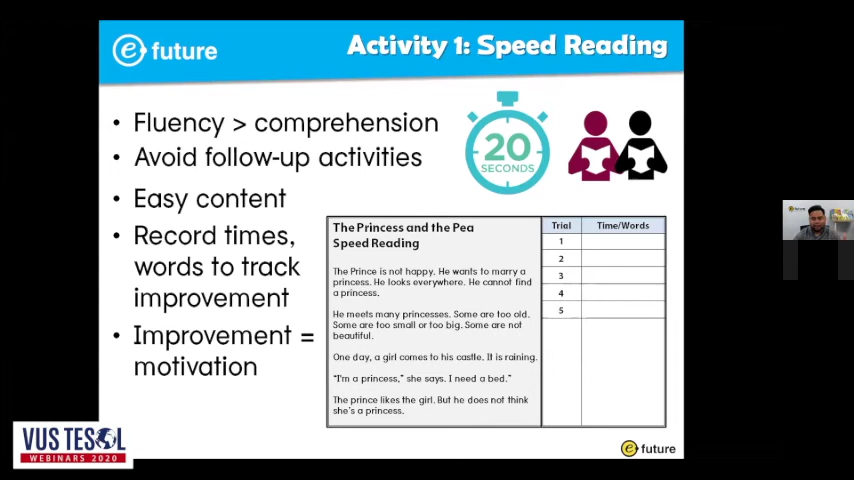 e future
Activity 1: Speed Reading
• Fluency > comprehension
• Avoid follow-up activities
• Easy content
• Record times,
words to track
improvement
• Improvement =
motivation
20
SECONDS
The Princess and the Pea
Speed Reading
The Prince is not happy. He wants to marry a
princess. He looks everywhere. He cannot find
a princess.
He meets many princesses. Some are too old.
Some are too small or too big. Some are not
beautiful.
One day, a girl comes to his castle. It is raining.
“I'm a princess,” she says. I need a bed.”
The prince likes the girl. But he does not think
she's a princess.
Trial Time/Words
1
2
3
4
5
e future
VUS TESOL
WEBINARS 2020